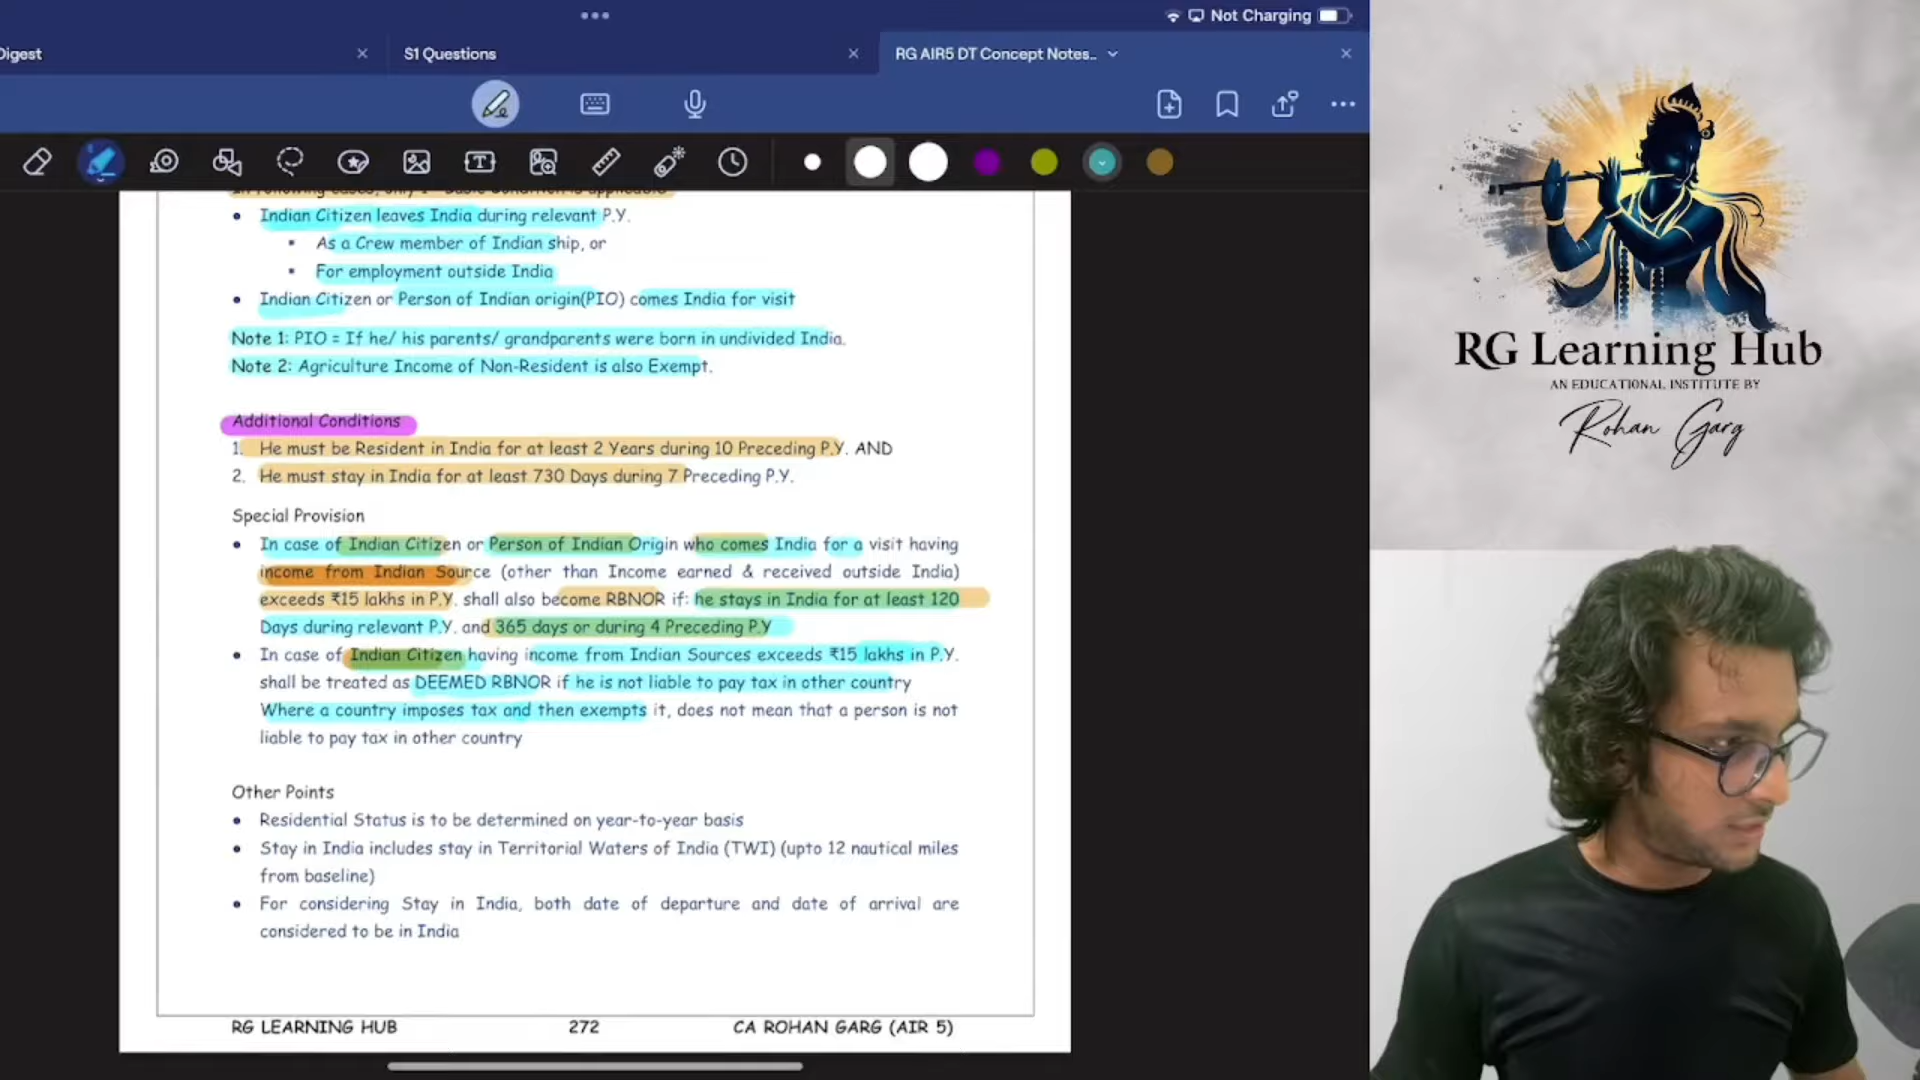 Not Charging
Digest
S1 Questions
RG AIR5 DT Concept Notes..
In following cases, only 1
is applicable
• Indian Citizen leaves India during relevant P.Y.
▪ As a Crew member of Indian ship, or
▪ For employment outside India
• Indian Citizen or Person of Indian origin(PIO) comes India for visit
Note 1: PIO = If he/ his parents/ grandparents were born in undivided India.
Note 2: Agriculture Income of Non-Resident is also Exempt.
Additional Conditions
1. He must be Resident in India for at least 2 Years during 10 Preceding P.Y. AND
2. He must stay in India for at least 730 Days during 7 Preceding P.Y.
Special Provision
• In case of Indian Citizen or Person of Indian Origin who comes India for a visit having
income from Indian Source (other than Income earned & received outside India)
exceeds ₹15 lakhs in P.Y. shall also become RBNOR if: he stays in India for at least 120
Days during relevant P.Y. and 365 days or during 4 Preceding P.Y
• In case of Indian Citizen having income from Indian Sources exceeds ₹15 lakhs in P.Y.
shall be treated as DEEMED RBNOR if he is not liable to pay tax in other country
Where a country imposes tax and then exempts it, does not mean that a person is not
liable to pay tax in other country
Other Points
• Residential Status is to be determined on year-to-year basis
• Stay in India includes stay in Territorial Waters of India (TWI) (upto 12 nautical miles
from baseline)
• For considering Stay in India, both date of departure and date of arrival are
considered to be in India
RG LEARNING HUB 272 CA ROHAN GARG (AIR 5)
RG Learning Hub
AN EDUCATIONAL INSTITUTE BY
Rohan Garg